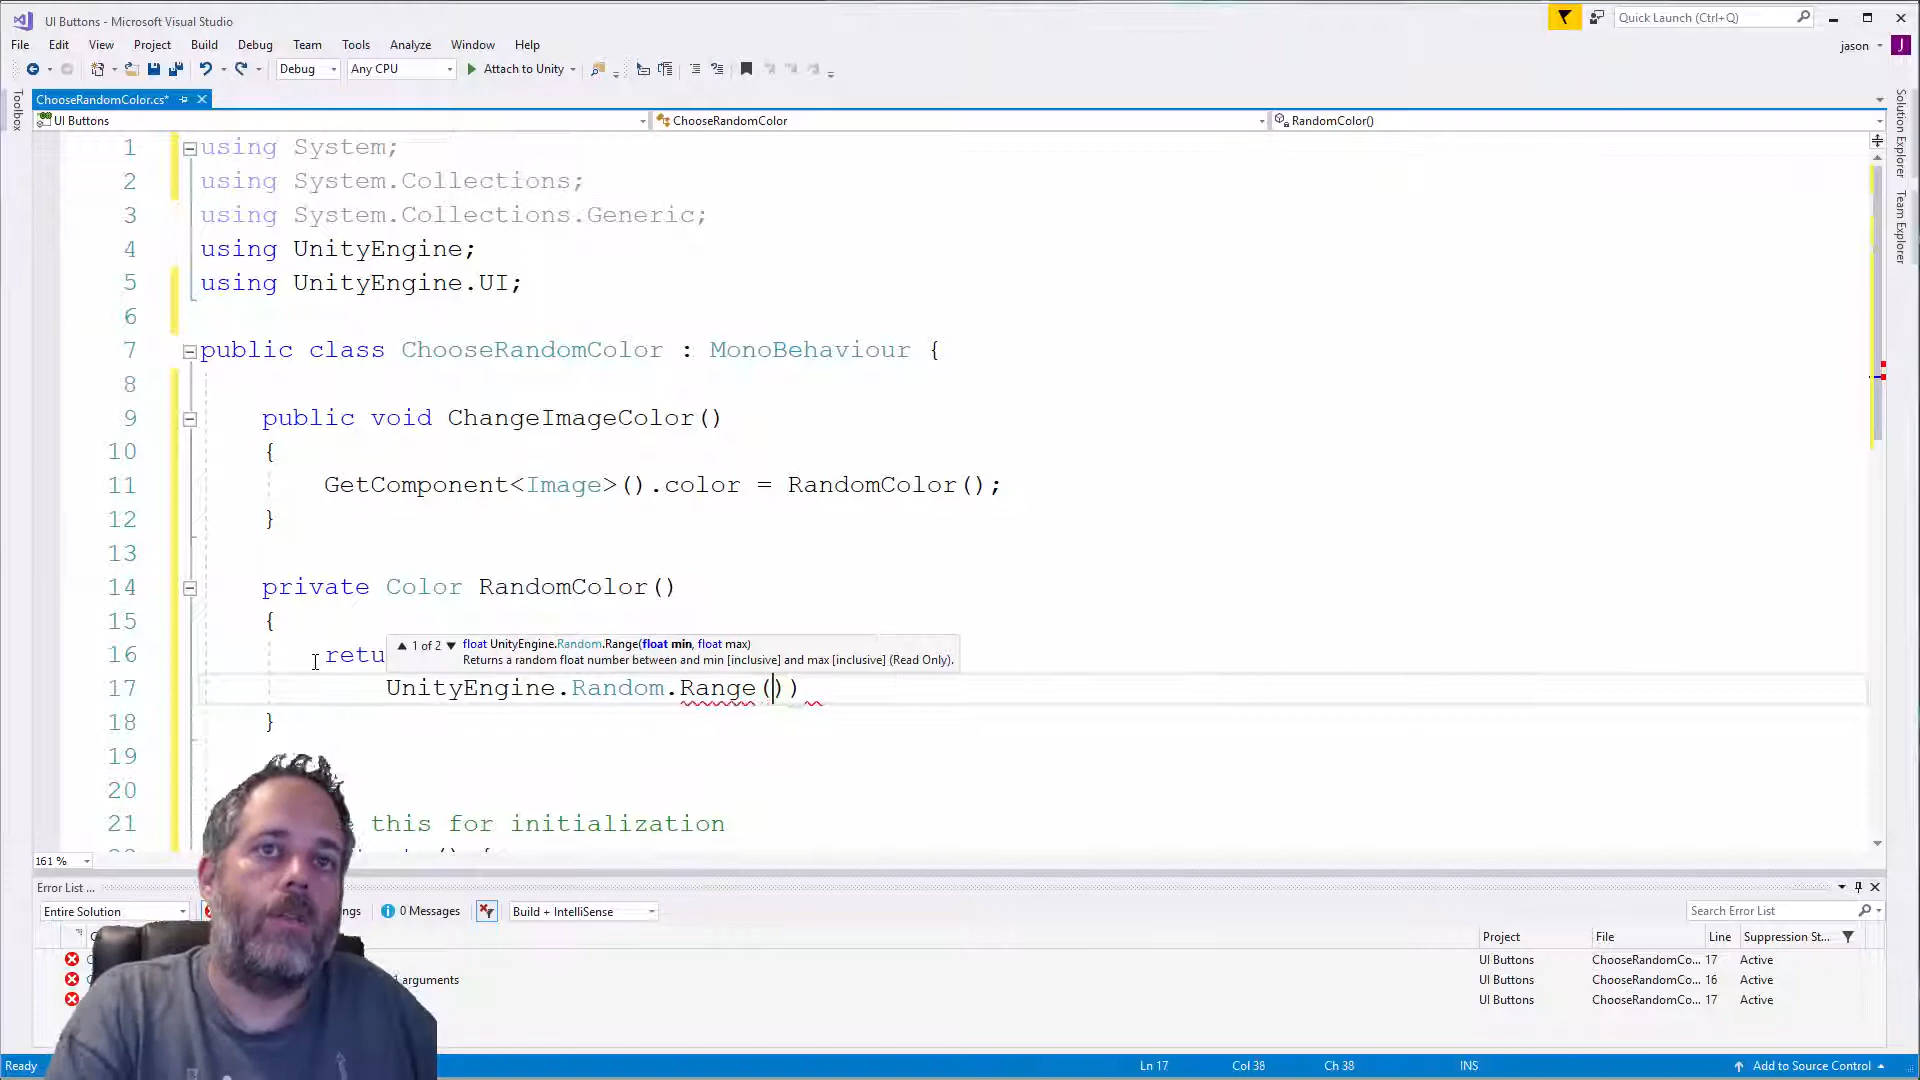 UI Buttons - Microsoft Visual Studio
Quick Launch (Ctrl+Q)
File Edit View Project Build Debug Team Tools Analyze Window Help
jason J
Debug Any CPU Attach to Unity
ChooseRandomColor.cs*
UI Buttons ChooseRandomColor RandomColor()
Toolbox
Solution Explorer
Team Explorer
1 using System;
2 using System.Collections;
3 using System.Collections.Generic;
4 using UnityEngine;
5 using UnityEngine.UI;
6
7 public class ChooseRandomColor : MonoBehaviour {
8
9 public void ChangeImageColor()
10 {
11 GetComponent<Image>().color = RandomColor();
12 }
13
14 private Color RandomColor()
15 {
1 of 2 float UnityEngine.Random.Range(float min, float max)
16 retu
Returns a random float number between and min [inclusive] and max [inclusive] (Read Only).
17 UnityEngine.Random.Range())
18 }
19
20
21 this for initialization
161 %
Error List ...
Entire Solution 0 Messages Build + IntelliSense Search Error List
Project File Line Suppression St...
UI Buttons ChooseRandomCo... 17 Active
arguments UI Buttons ChooseRandomCo... 16 Active
UI Buttons ChooseRandomCo... 17 Active
Ready Ln 17 Col 38 Ch 38 INS Add to Source Control